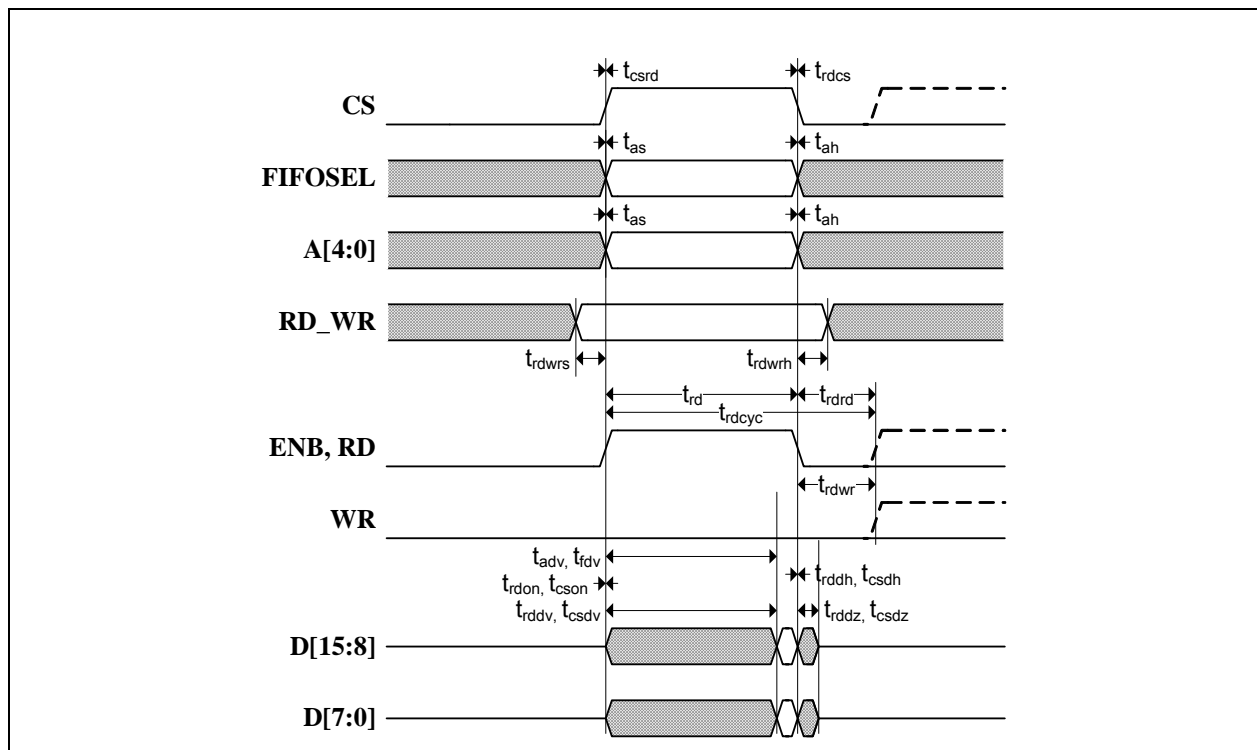 t_csrd t_rdcs
CS
t_as t_ah
FIFOSEL
t_as t_ah
A[4:0]
RD_WR
t_rdwrs t_rdwrh
t_rd t_rdrd
t_rdcyc
ENB, RD
t_rdwr
WR
t_adv, t_fdv
t_rdon, t_cson t_rddh, t_csdh
t_rddv, t_csdv t_rddz, t_csdz
D[15:8]
D[7:0]